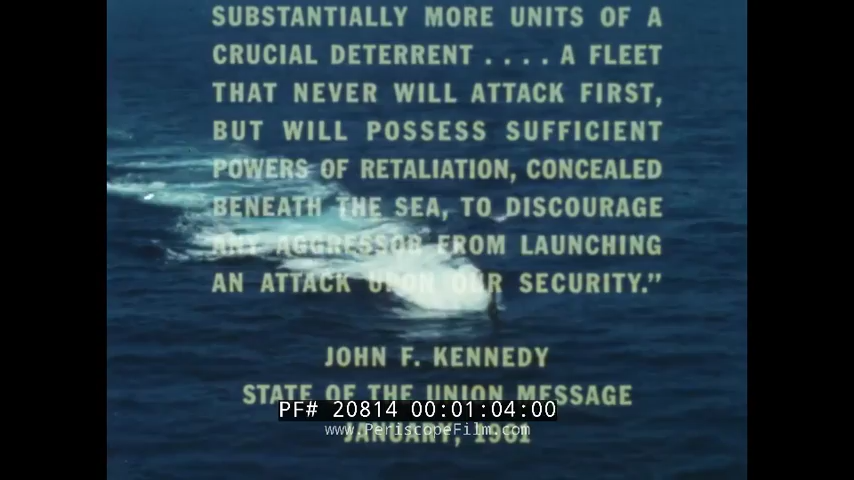 SUBSTANTIALLY MORE UNITS OF A
CRUCIAL DETERRENT . . . . A FLEET
THAT NEVER WILL ATTACK FIRST,
BUT WILL POSSESS SUFFICIENT
POWERS OF RETALIATION, CONCEALED
BENEATH THE SEA, TO DISCOURAGE
ANY AGGRESSOR FROM LAUNCHING
AN ATTACK UPON OUR SECURITY.”
JOHN F. KENNEDY
STATE OF THE UNION MESSAGE
PF# 20814 00:01:04:00
www.PeriscopeFilm.com
JANUARY, 1961